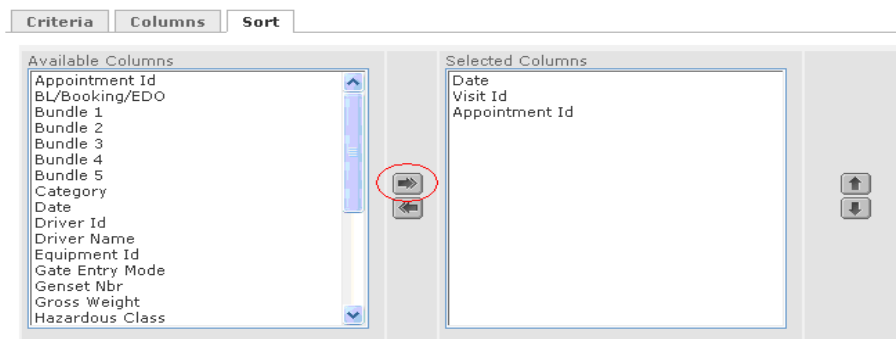 Criteria Columns Sort
Available Columns
Appointment Id
BL/Booking/EDO
Bundle 1
Bundle 2
Bundle 3
Bundle 4
Bundle 5
Category
Date
Driver Id
Driver Name
Equipment Id
Gate Entry Mode
Genset Nbr
Gross Weight
Hazardous Class
Selected Columns
Date
Visit Id
Appointment Id